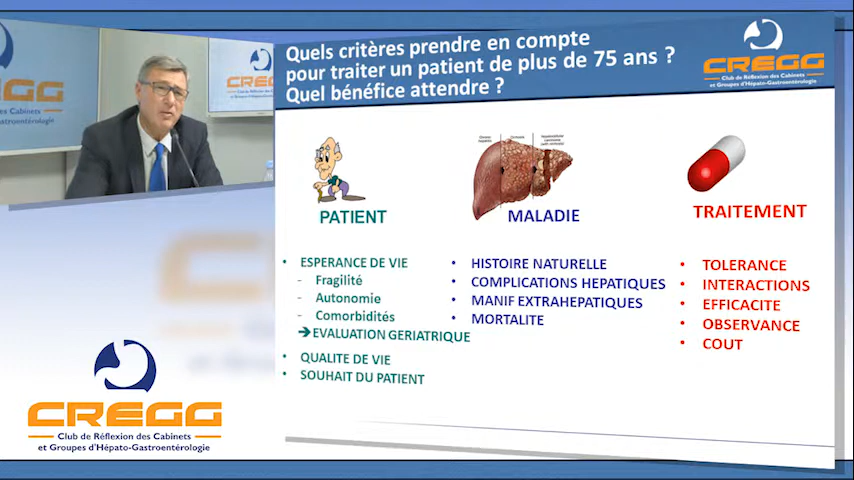 Quels critères prendre en compte
pour traiter un patient de plus de 75 ans ?
Quel bénéfice attendre ?
CREGG
Club de Réflexion des Cabinets
et Groupes d'Hépato-Gastroentérologie
PATIENT
MALADIE
TRAITEMENT
• ESPERANCE DE VIE
- Fragilité
- Autonomie
- Comorbidités
➔EVALUATION GERIATRIQUE
• QUALITE DE VIE
• SOUHAIT DU PATIENT
• HISTOIRE NATURELLE
• COMPLICATIONS HEPATIQUES
• MANIF EXTRAHEPATIQUES
• MORTALITE
• TOLERANCE
• INTERACTIONS
• EFFICACITE
• OBSERVANCE
• COUT
CREGG
Club de Réflexion des Cabinets
et Groupes d'Hépato-Gastroentérologie